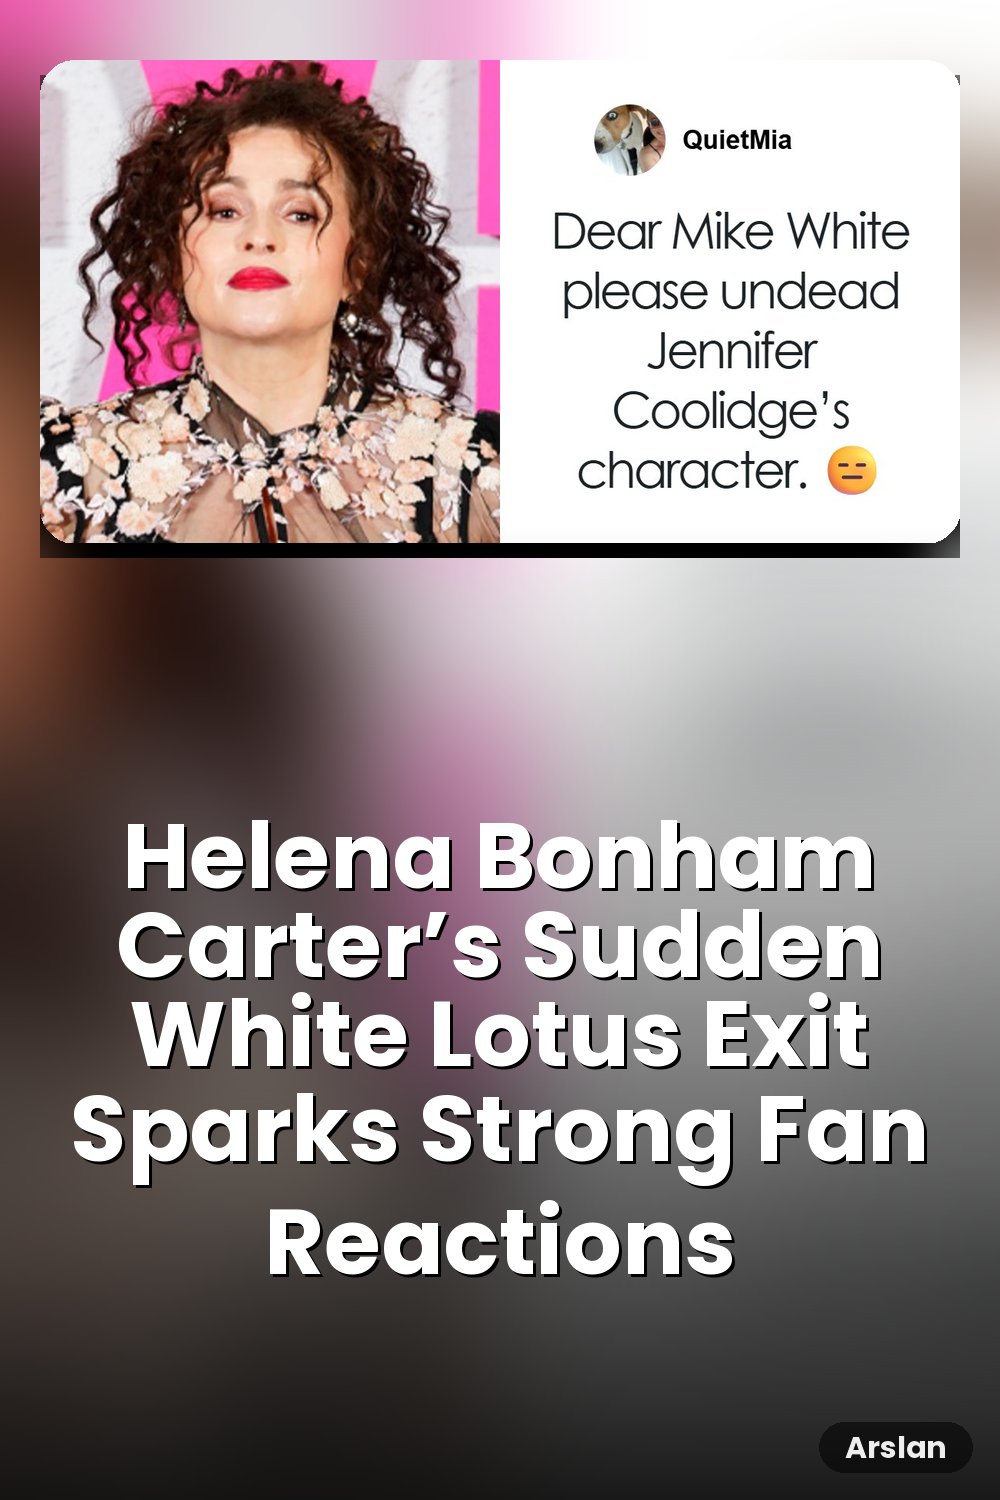 QuietMia
Dear Mike White
please undead
Jennifer
Coolidge’s
character. 😑
Helena Bonham
Carter’s Sudden
White Lotus Exit
Sparks Strong Fan
Reactions
Arslan